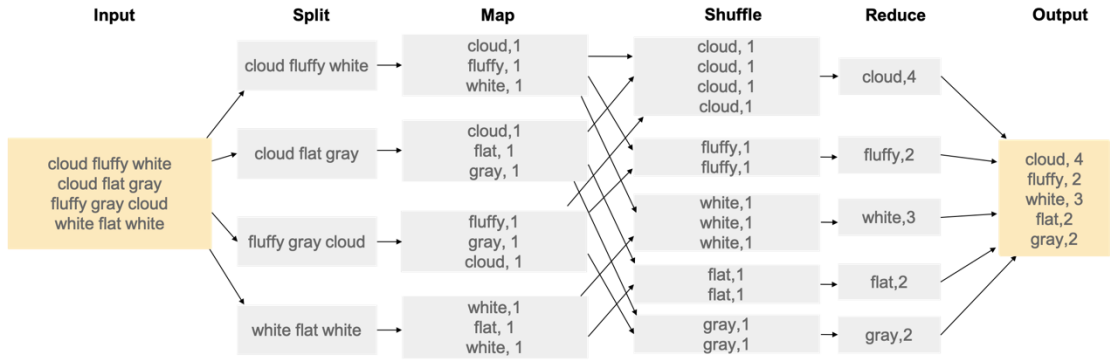 Input
Split
Map
Shuffle
Reduce
Output
cloud fluffy white
cloud flat gray
fluffy gray cloud
white flat white
cloud fluffy white
cloud flat gray
fluffy gray cloud
white flat white
cloud,1
fluffy, 1
white, 1
cloud,1
flat, 1
gray, 1
fluffy,1
gray, 1
cloud, 1
white,1
flat, 1
white, 1
cloud, 1
cloud, 1
cloud, 1
cloud,1
fluffy,1
fluffy,1
white,1
white,1
white,1
flat,1
flat,1
gray,1
gray,1
cloud,4
fluffy,2
white,3
flat,2
gray,2
cloud, 4
fluffy, 2
white, 3
flat,2
gray,2